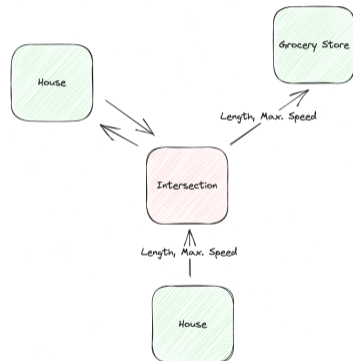 Grocery Store
House
Length, Max. Speed
Intersection
Length, Max. Speed
House